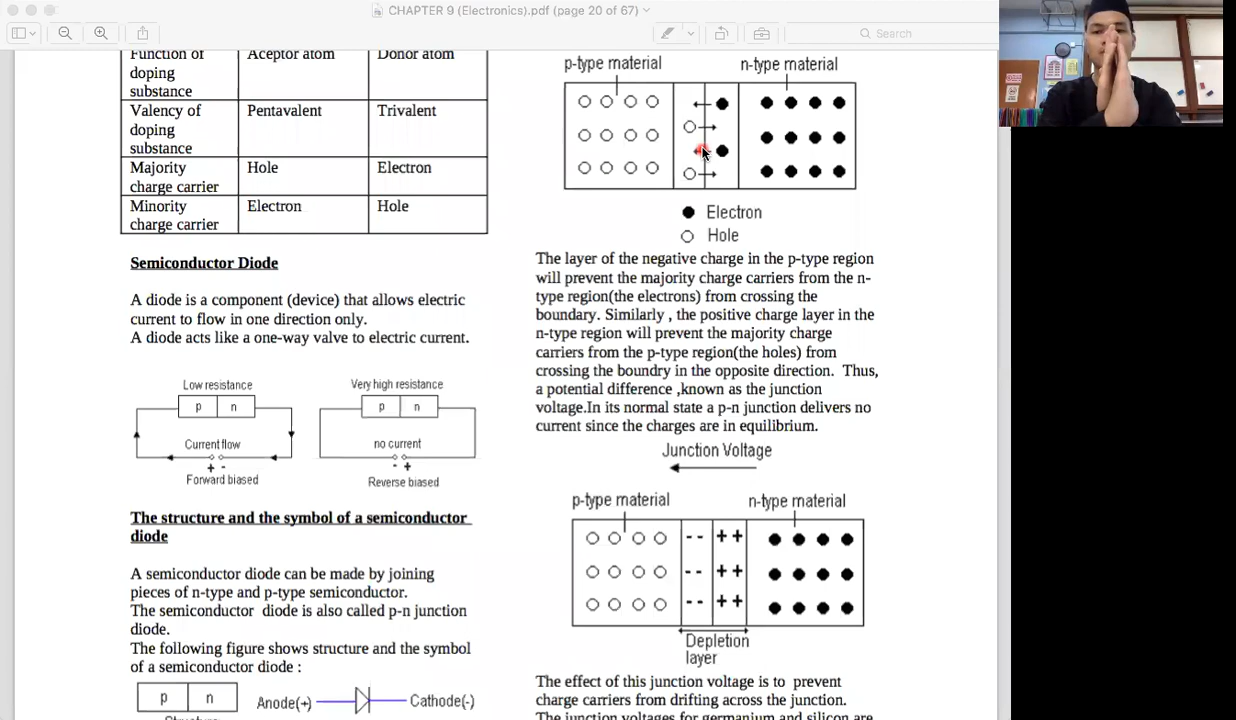 CHAPTER 9 (Electronics).pdf (page 20 of 67)
Search
Function of
doping
substance
Aceptor atom
Donor atom
Valency of
doping
substance
Pentavalent
Trivalent
Majority
charge carrier
Hole
Electron
Minority
charge carrier
Electron
Hole
Semiconductor Diode
A diode is a component (device) that allows electric
current to flow in one direction only.
A diode acts like a one-way valve to electric current.
Low resistance
p n
Current flow
+ -
Forward biased
Very high resistance
p n
no current
- +
Reverse biased
The structure and the symbol of a semiconductor
diode
A semiconductor diode can be made by joining
pieces of n-type and p-type semiconductor.
The semiconductor diode is also called p-n junction
diode.
The following figure shows structure and the symbol
of a semiconductor diode :
p n
Anode(+)
Cathode(-)
p-type material
n-type material
Electron
Hole
The layer of the negative charge in the p-type region
will prevent the majority charge carriers from the n-
type region(the electrons) from crossing the
boundary. Similarly , the positive charge layer in the
n-type region will prevent the majority charge
carriers from the p-type region(the holes) from
crossing the boundry in the opposite direction. Thus,
a potential difference ,known as the junction
voltage.In its normal state a p-n junction delivers no
current since the charges are in equilibrium.
Junction Voltage
p-type material
n-type material
- - + +
- - + +
- - + +
Depletion
layer
The effect of this junction voltage is to prevent
charge carriers from drifting across the junction.
The junction voltages for germanium and silicon are